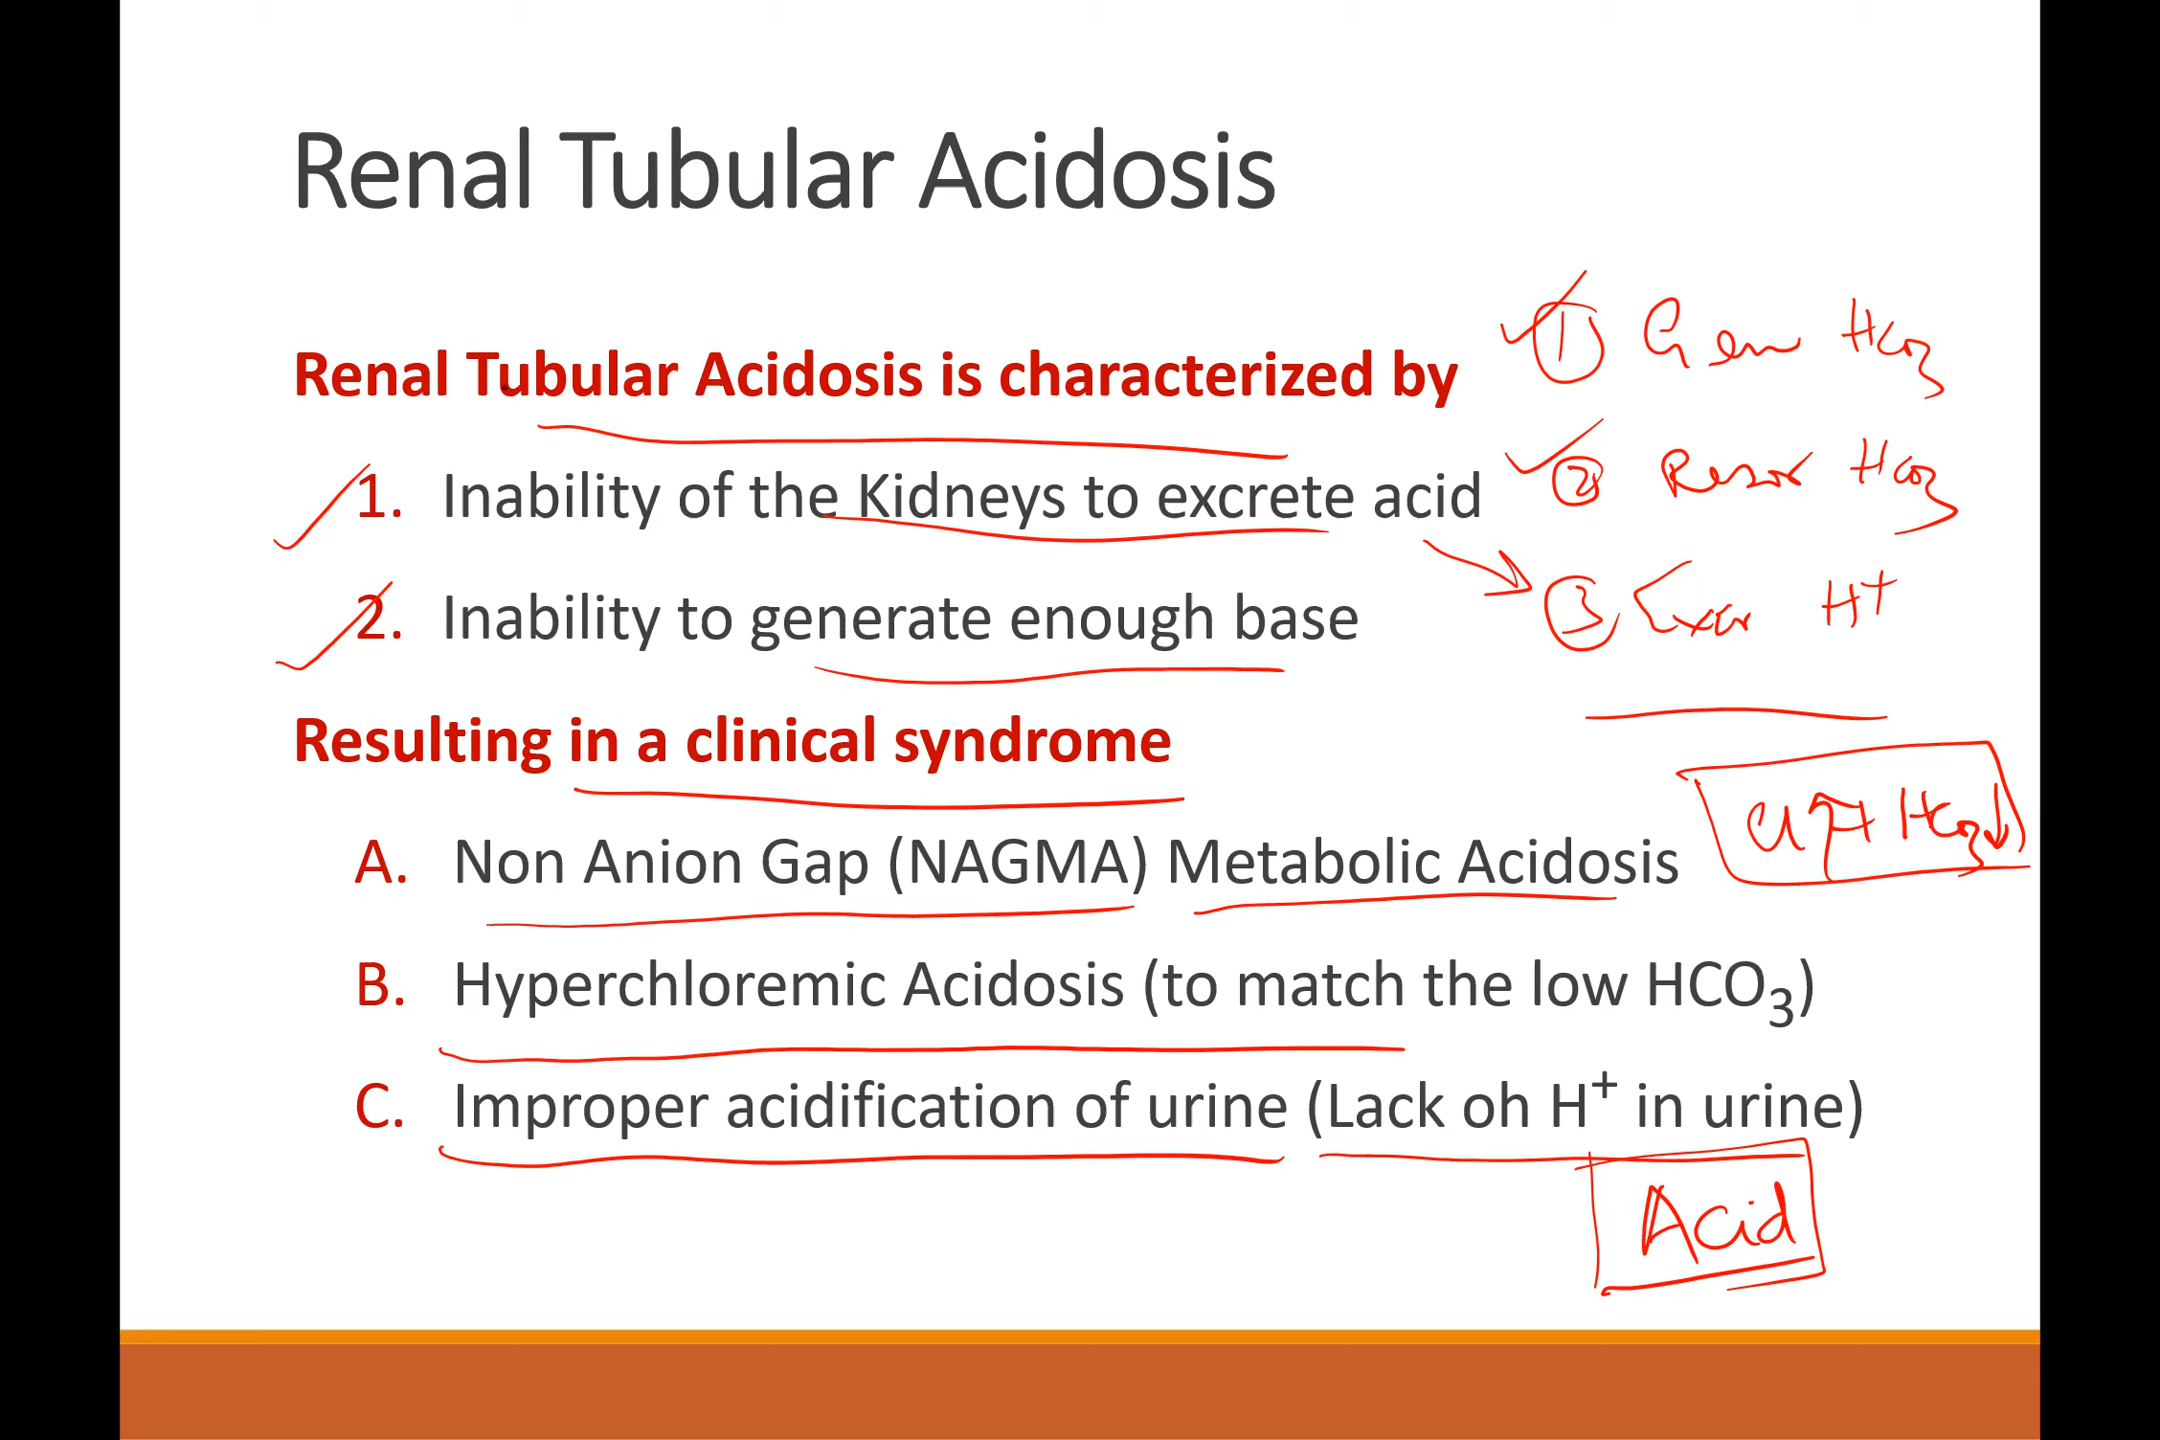 Renal Tubular Acidosis
Renal Tubular Acidosis is characterized by
1. Inability of the Kidneys to excrete acid
2. Inability to generate enough base
Resulting in a clinical syndrome
A. Non Anion Gap (NAGMA) Metabolic Acidosis
B. Hyperchloremic Acidosis (to match the low HCO₃)
C. Improper acidification of urine (Lack oh H⁺ in urine)
① Gen HCO₃
② Resor HCO₃
③ H⁺
HCO₃↓
Acid